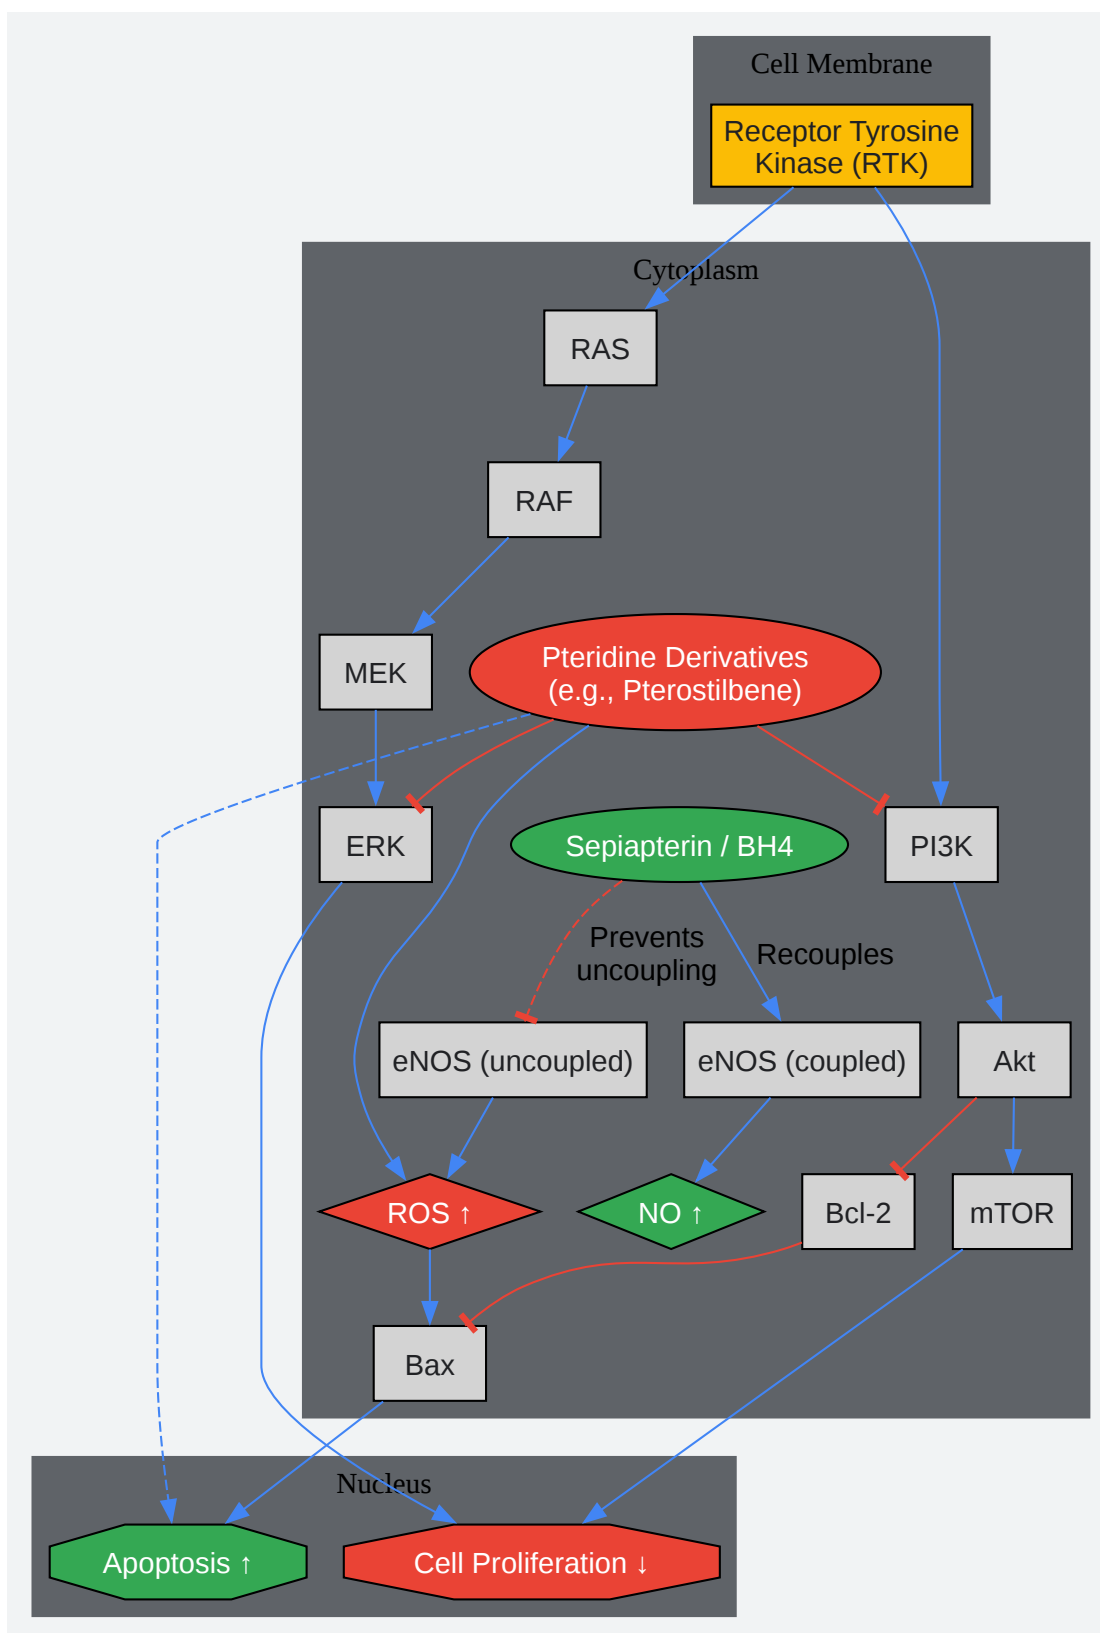 Cell Membrane
Receptor Tyrosine
Kinase (RTK)
Cytoplasm
RAS
RAF
MEK
Pteridine Derivatives
(e.g., Pterostilbene)
ERK
Sepiapterin / BH4
PI3K
Prevents
uncoupling
Recouples
eNOS (uncoupled)
eNOS (coupled)
Akt
ROS ↑
NO ↑
Bcl-2
mTOR
Bax
Nucleus
Apoptosis ↑
Cell Proliferation ↓